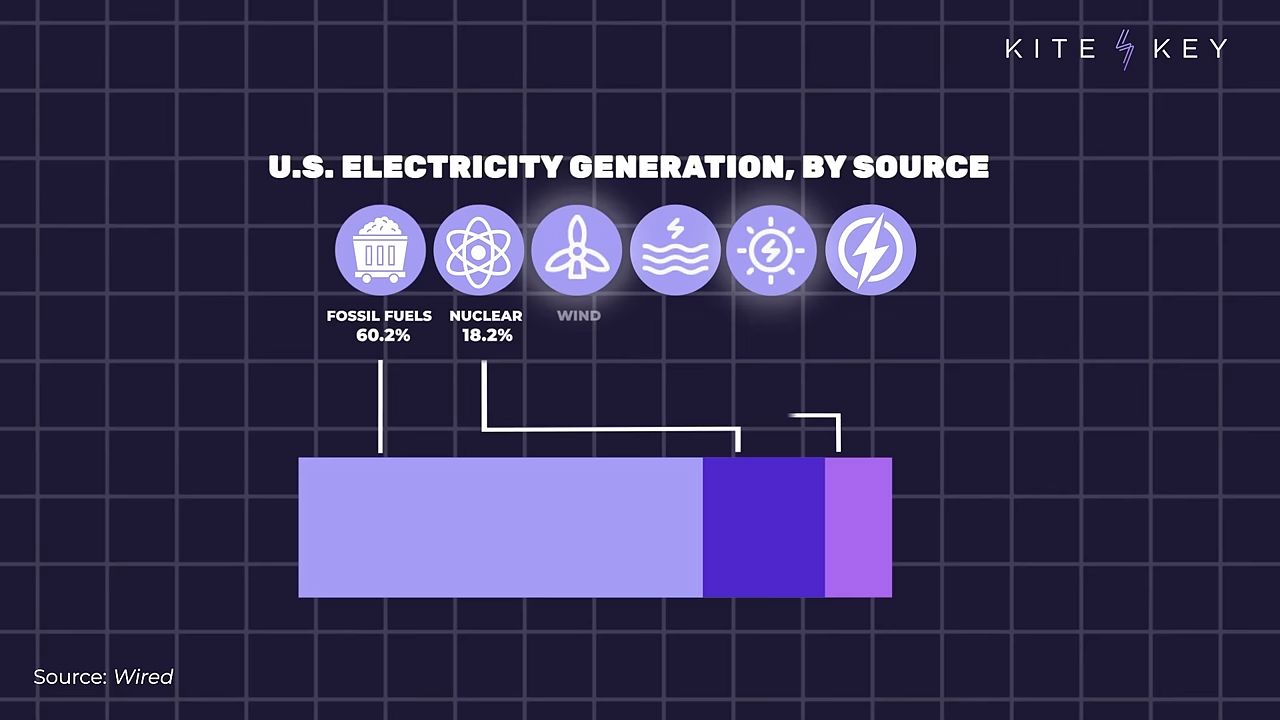 KITE KEY
U.S. ELECTRICITY GENERATION, BY SOURCE
FOSSIL FUELS
60.2%
NUCLEAR
18.2%
WIND
Source: Wired